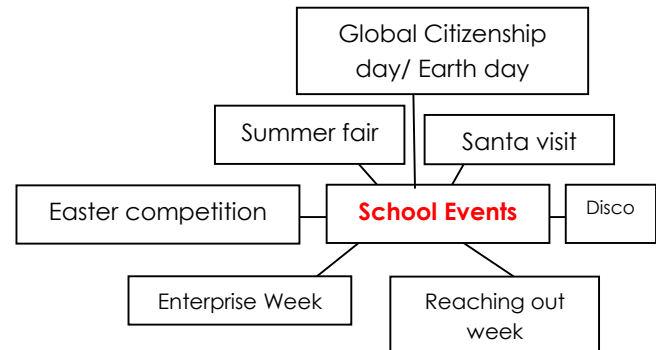 Global Citizenship
day/ Earth day
Summer fair
Santa visit
Easter competition
School Events
Disco
Enterprise Week
Reaching out
week